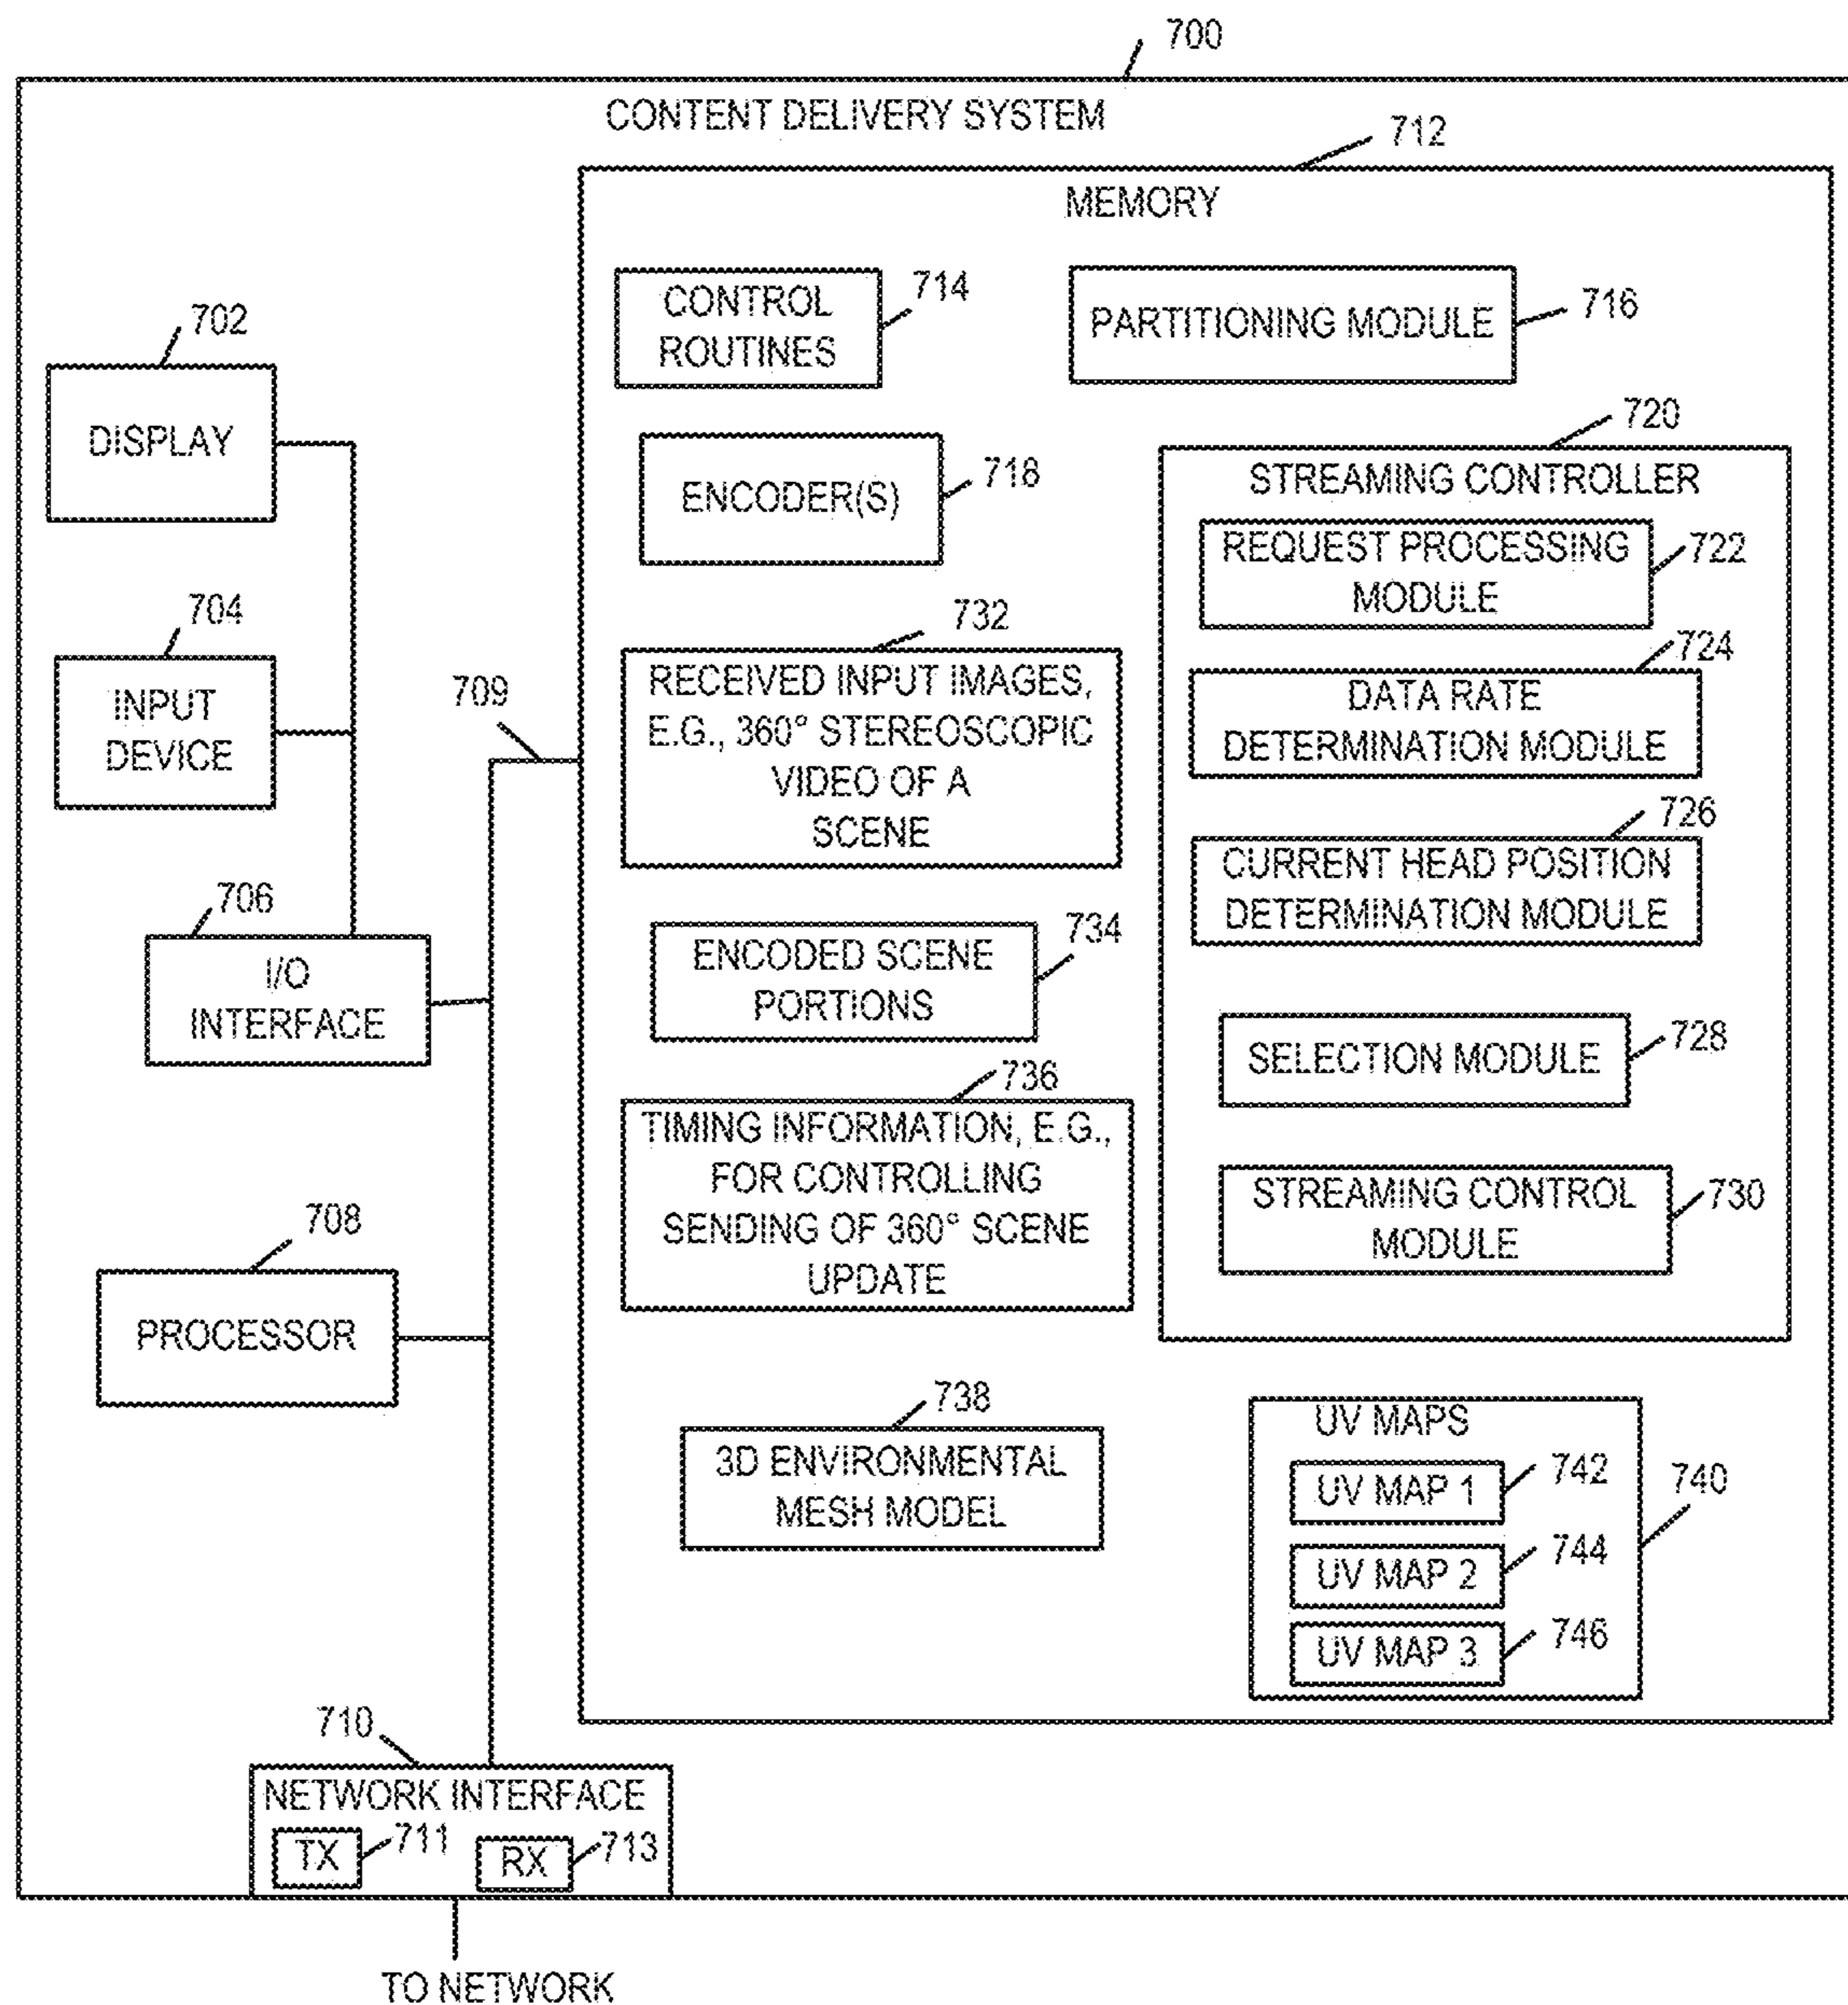 700
CONTENT DELIVERY SYSTEM
712
MEMORY
CONTROL
ROUTINES
714
PARTITIONING MODULE
716
702
DISPLAY
ENCODER(S)
718
720
STREAMING CONTROLLER
REQUEST PROCESSING
MODULE
722
704
INPUT
DEVICE
709
732
RECEIVED INPUT IMAGES,
E.G., 360° STEREOSCOPIC
VIDEO OF A
SCENE
724
DATA RATE
DETERMINATION MODULE
726
CURRENT HEAD POSITION
DETERMINATION MODULE
706
I/O
INTERFACE
ENCODED SCENE
PORTIONS
734
SELECTION MODULE
728
736
TIMING INFORMATION, E.G.,
FOR CONTROLLING
SENDING OF 360° SCENE
UPDATE
STREAMING CONTROL
MODULE
730
708
PROCESSOR
738
3D ENVIRONMENTAL
MESH MODEL
UV MAPS
UV MAP 1
742
740
UV MAP 2
744
UV MAP 3
746
710
NETWORK INTERFACE
TX
711
RX
713
TO NETWORK